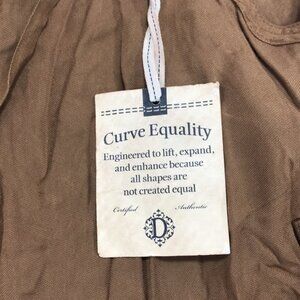 Curve Equality
Engineered to lift, expand,
and enhance because
all shapes are
not created equal
Certified Authentic
D